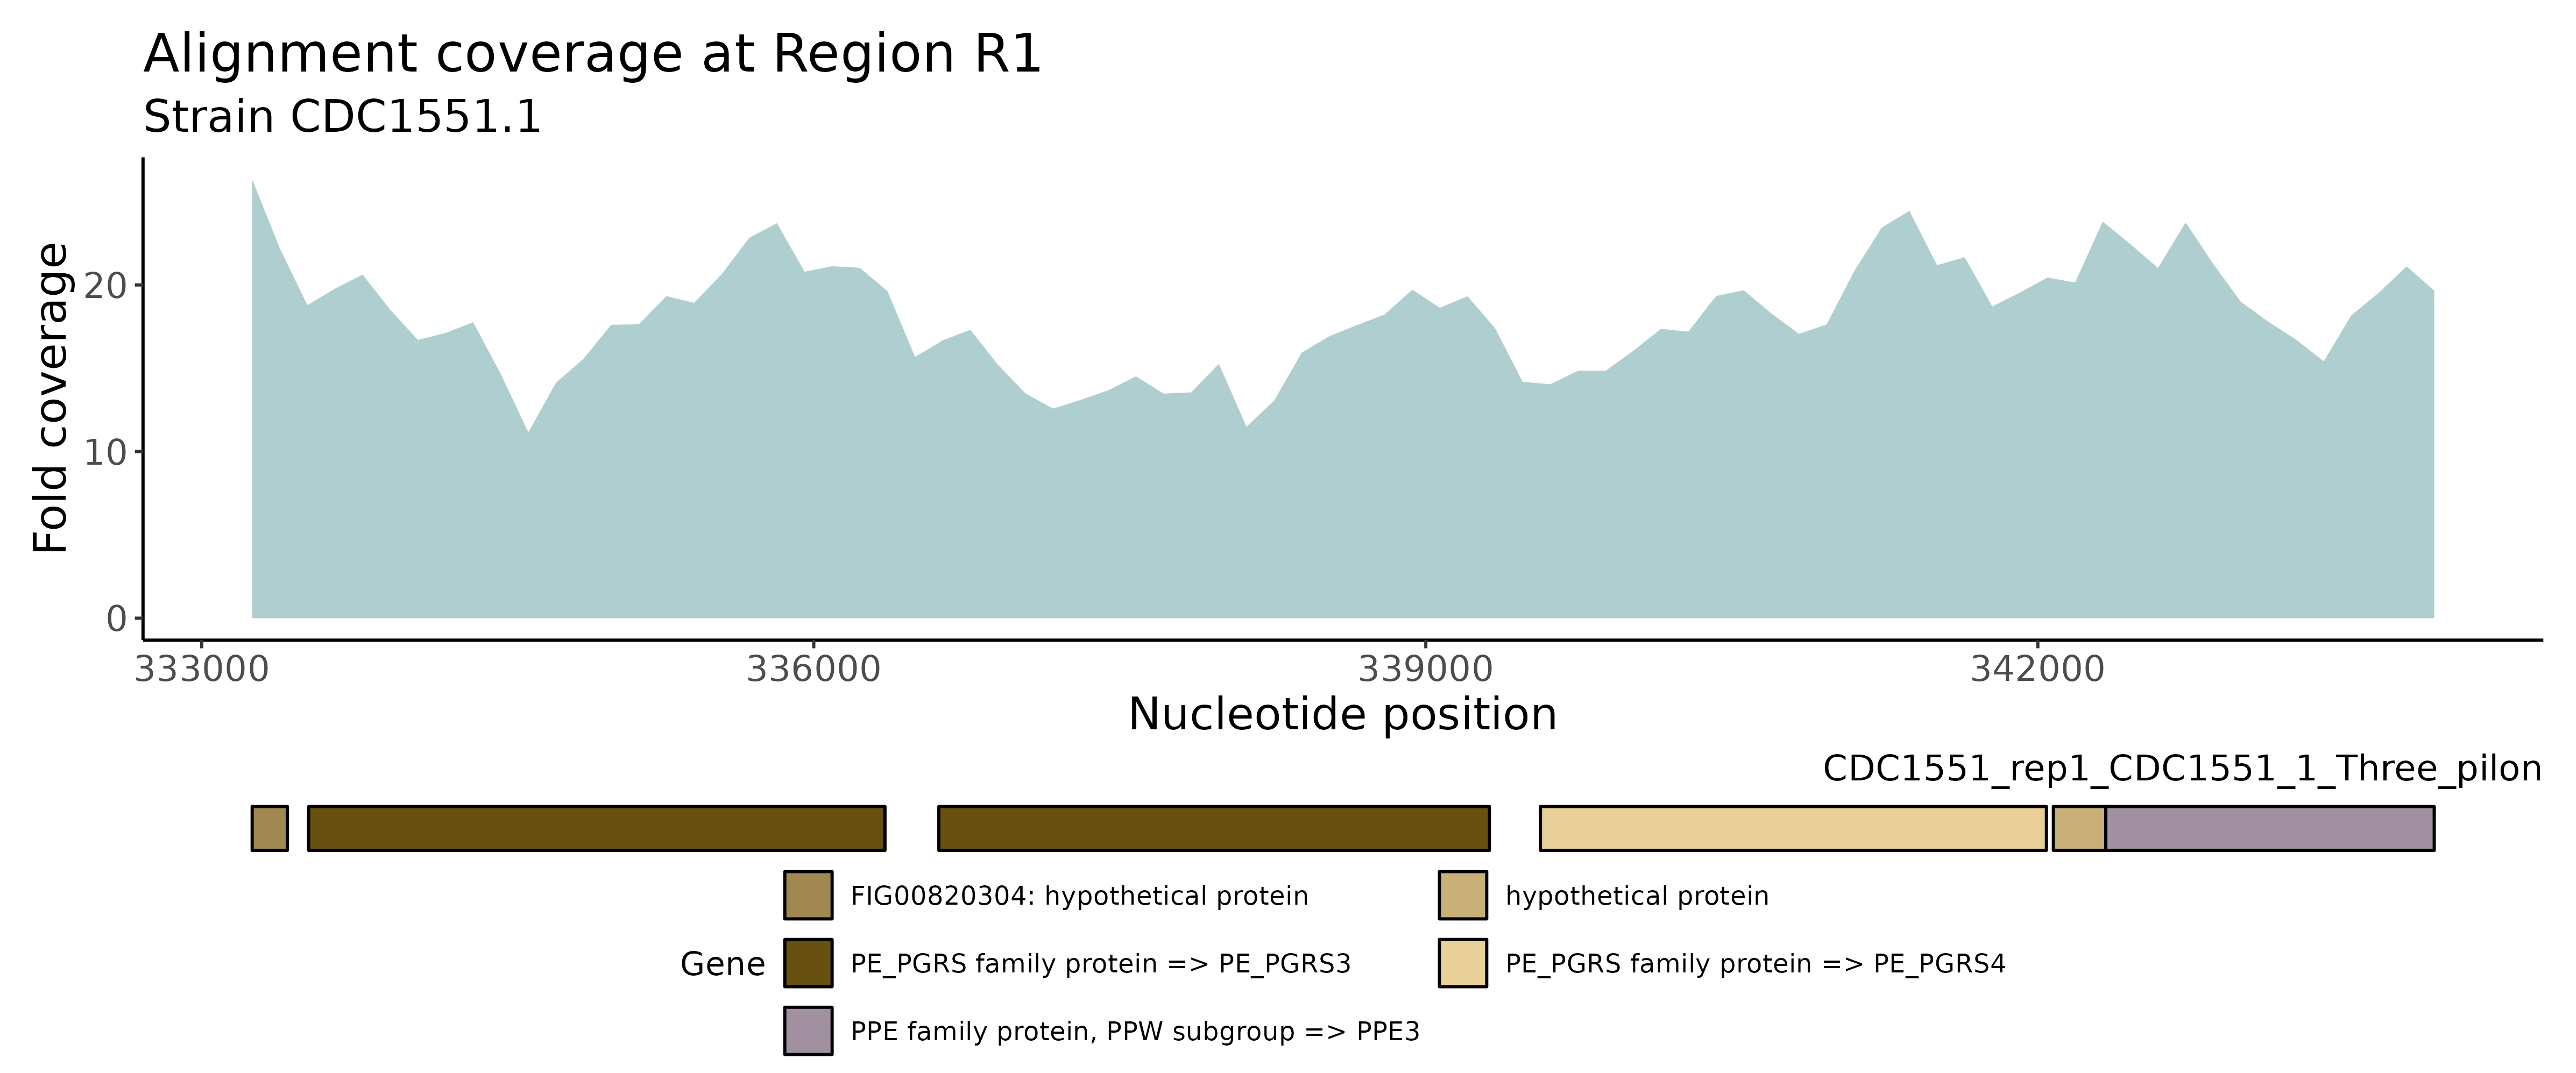 Alignment coverage at Region R1
Strain CDC1551.1
Fold coverage
20
10
0
333000 336000 339000 342000
Nucleotide position
CDC1551_rep1_CDC1551_1_Three_pilon
Gene
FIG00820304: hypothetical protein
hypothetical protein
PE_PGRS family protein => PE_PGRS3
PE_PGRS family protein => PE_PGRS4
PPE family protein, PPW subgroup => PPE3